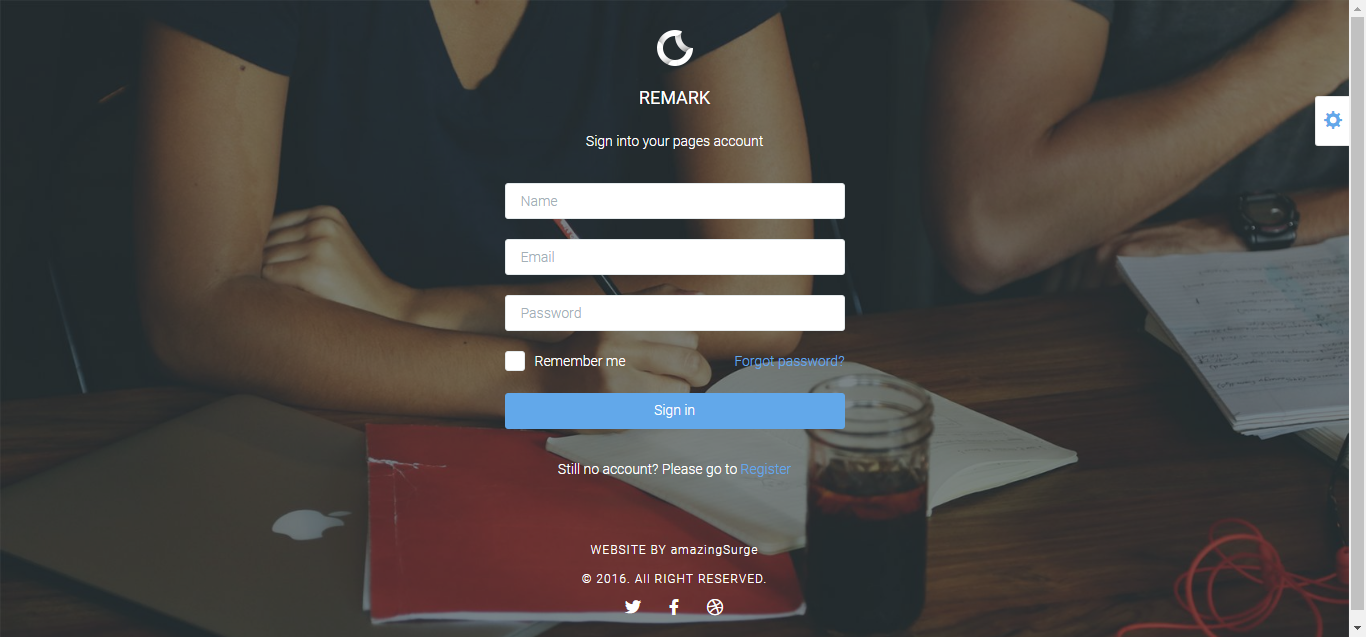 REMARK
Sign into your pages account
Name
Email
Password
Remember me
Forgot password?
Sign in
Still no account? Please go to Register
WEBSITE BY amazingSurge
© 2016. All RIGHT RESERVED.